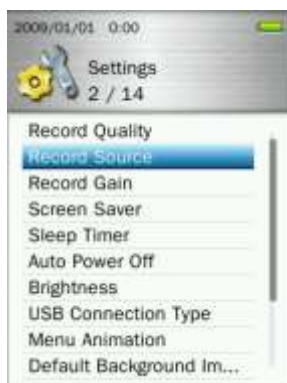 2009/01/01 0:00
Settings
2 / 14
Record Quality
Record Source
Record Gain
Screen Saver
Sleep Timer
Auto Power Off
Brightness
USB Connection Type
Menu Animation
Default Background Im...